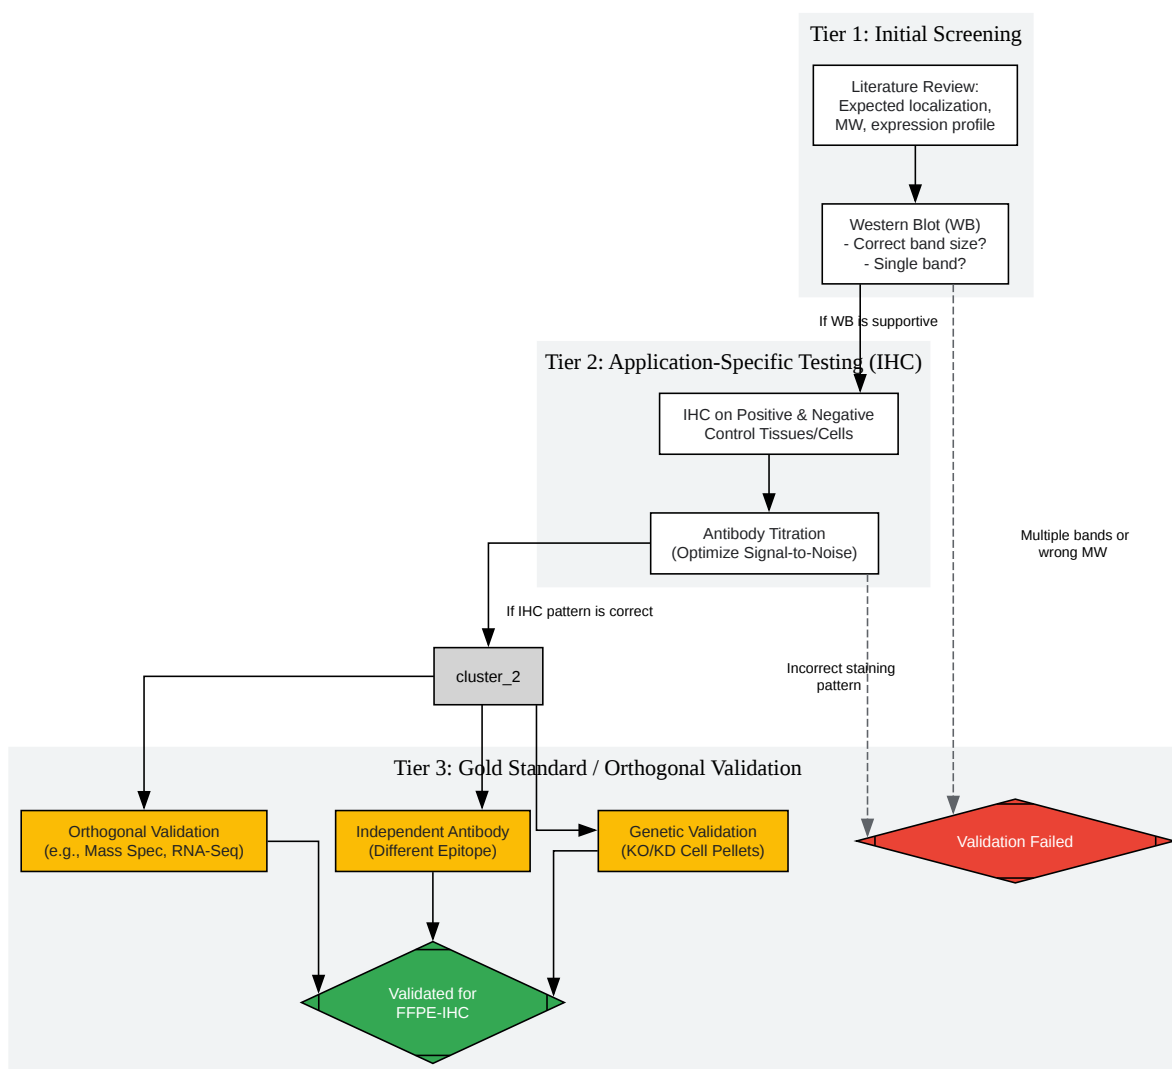 Tier 1: Initial Screening
Literature Review:
Expected localization,
MW, expression profile
Western Blot (WB)
- Correct band size?
- Single band?
If WB is supportive
Tier 2: Application-Specific Testing (IHC)
IHC on Positive & Negative
Control Tissues/Cells
Antibody Titration
(Optimize Signal-to-Noise)
Multiple bands or
wrong MW
If IHC pattern is correct
cluster_2
Incorrect staining
pattern
Tier 3: Gold Standard / Orthogonal Validation
Orthogonal Validation
(e.g., Mass Spec, RNA-Seq)
Independent Antibody
(Different Epitope)
Genetic Validation
(KO/KD Cell Pellets)
Validation Failed
Validated for
FFPE-IHC